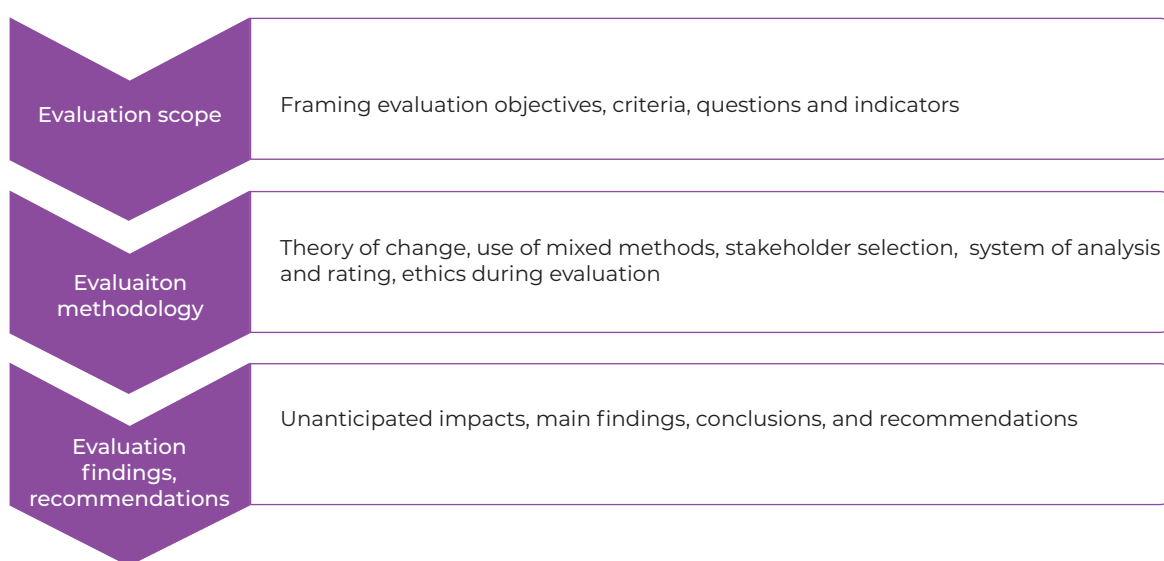 Evaluation scope
Framing evaluation objectives, criteria, questions and indicators
Evaluaiton
methodology
Theory of change, use of mixed methods, stakeholder selection,  system of analysis
and rating, ethics during evaluation
Evaluation
findings,
recommendations
Unanticipated impacts, main findings, conclusions, and recommendations